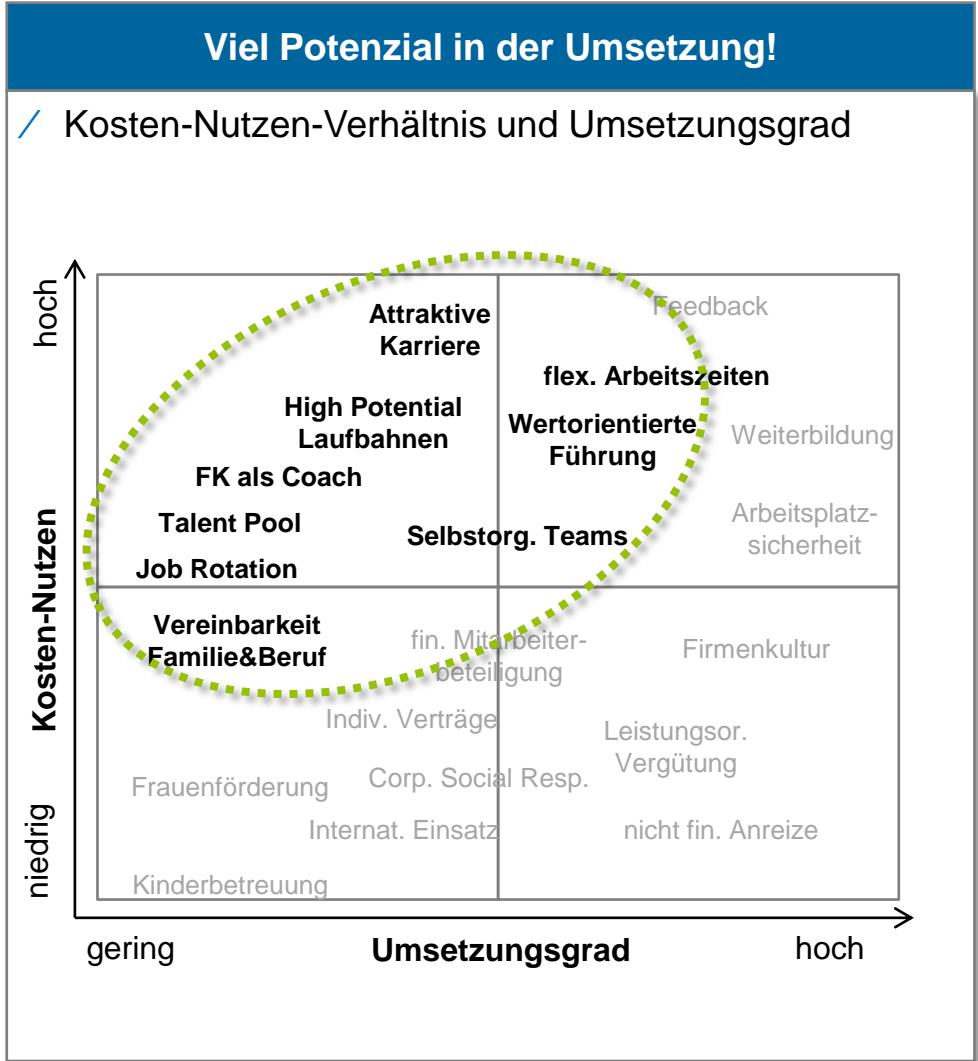 Viel Potenzial in der Umsetzung!
/ Kosten-Nutzen-Verhältnis und Umsetzungsgrad
hoch
Kosten-Nutzen
niedrig
Attraktive
Karriere
Feedback
flex. Arbeitszeiten
High Potential
Laufbahnen
Wertorientierte
Führung
Weiterbildung
FK als Coach
Talent Pool
Selbstorg. Teams
Arbeitsplatz-
sicherheit
Job Rotation
Vereinbarkeit
Familie&Beruf
fin. Mitarbeiter-
beteiligung
Firmenkultur
Indiv. Verträge
Leistungsor.
Vergütung
Frauenförderung
Corp. Social Resp.
Internat. Einsatz
nicht fin. Anreize
Kinderbetreuung
gering
Umsetzungsgrad
hoch